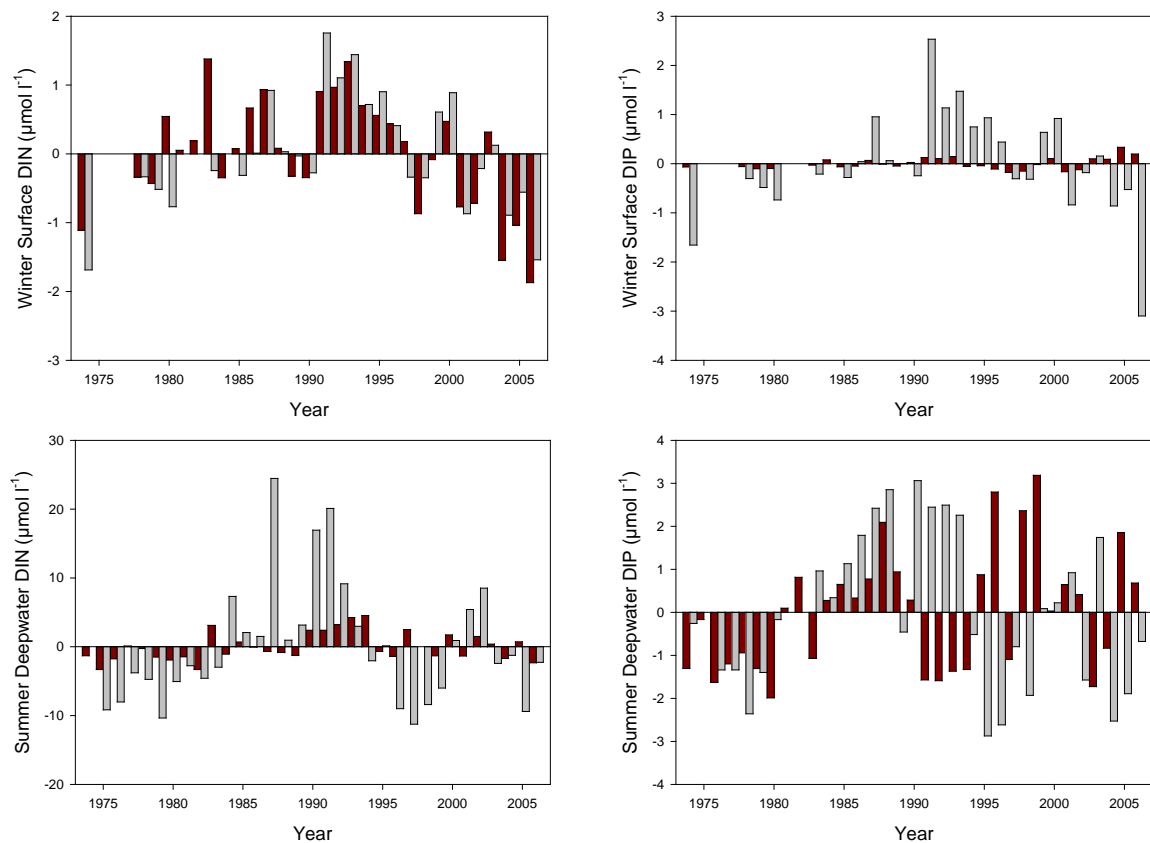 2
1
0
-1
-2
-3
Winter Surface DIN (µmol l⁻¹)
1975 1980 1985 1990 1995 2000 2005
Year
3
2
1
0
-1
-2
-3
-4
Winter Surface DIP (µmol l⁻¹)
1975 1980 1985 1990 1995 2000 2005
Year
30
20
10
0
-10
-20
Summer Deepwater DIN (µmol l⁻¹)
1975 1980 1985 1990 1995 2000 2005
Year
4
3
2
1
0
-1
-2
-3
-4
Summer Deepwater DIP (µmol l⁻¹)
1975 1980 1985 1990 1995 2000 2005
Year